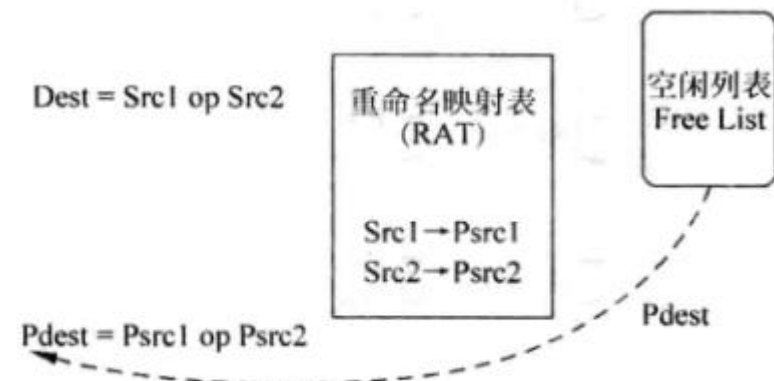 Dest = Src1 op Src2
重命名映射表
(RAT)
Src1→Psrc1
Src2→Psrc2
空闲列表
Free List
Pdest
Pdest = Psrc1 op Psrc2